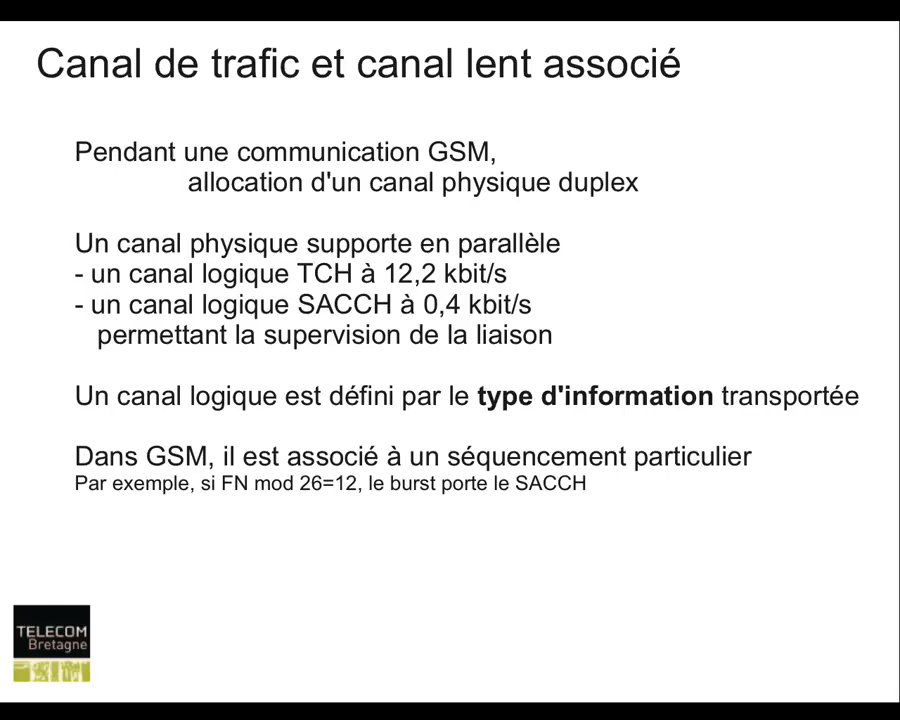 Canal de trafic et canal lent associé
Pendant une communication GSM,
allocation d'un canal physique duplex
Un canal physique supporte en parallèle
- un canal logique TCH à 12,2 kbit/s
- un canal logique SACCH à 0,4 kbit/s
permettant la supervision de la liaison
Un canal logique est défini par le type d'information transportée
Dans GSM, il est associé à un séquencement particulier
Par exemple, si FN mod 26=12, le burst porte le SACCH
TELECOM
Bretagne